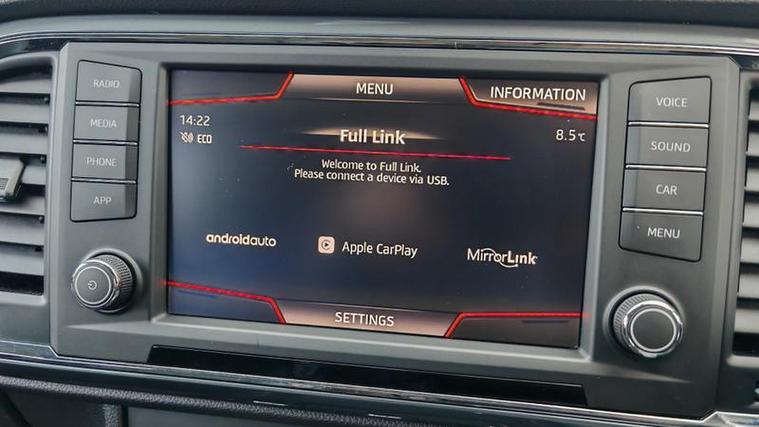 RADIO
MEDIA
PHONE
APP
MENU
INFORMATION
14:22
ECO
Full Link
8.5°C
Welcome to Full Link.
Please connect a device via USB.
androidauto
Apple CarPlay
MirrorLink
SETTINGS
VOICE
SOUND
CAR
MENU